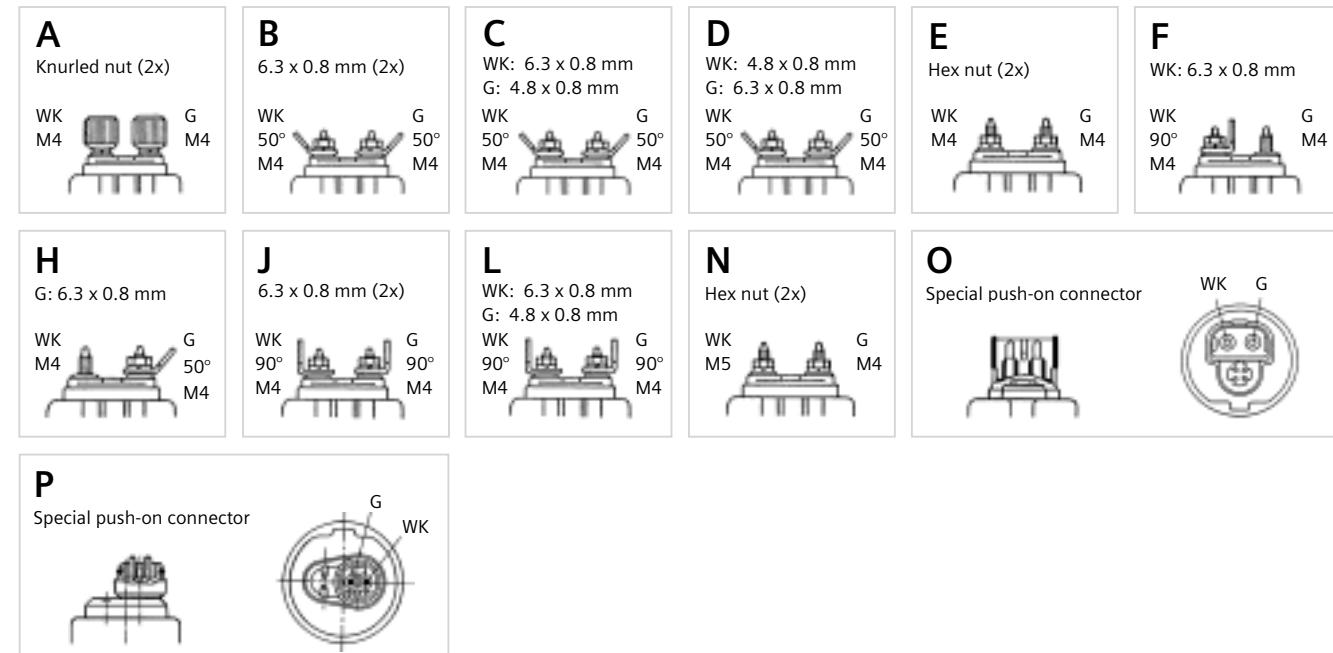 A
Knurled nut (2x)
WK
M4
G
M4
B
6.3 x 0.8 mm (2x)
WK
50°
M4
G
50°
M4
C
WK: 6.3 x 0.8 mm
G: 4.8 x 0.8 mm
WK
50°
M4
G
50°
M4
D
WK: 4.8 x 0.8 mm
G: 6.3 x 0.8 mm
WK
50°
M4
G
50°
M4
E
Hex nut (2x)
WK
M4
G
M4
F
WK: 6.3 x 0.8 mm
WK
90°
M4
G
M4
H
G: 6.3 x 0.8 mm
WK
M4
G
50°
M4
J
6.3 x 0.8 mm (2x)
WK
90°
M4
G
90°
M4
L
WK: 6.3 x 0.8 mm
G: 4.8 x 0.8 mm
WK
90°
M4
G
90°
M4
N
Hex nut (2x)
WK
M5
G
M4
O
Special push-on connector
WK G
P
Special push-on connector
G
WK